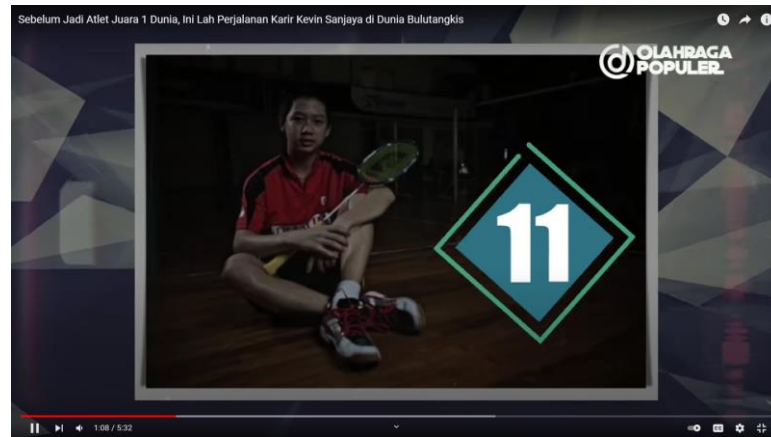 Sebelum Jadi Atlet Juara 1 Dunia, Ini Lah Perjalanan Karir Kevin Sanjaya di Dunia Bulutangkis
OLAHRAGA
POPULER
11
1:08 / 5:32